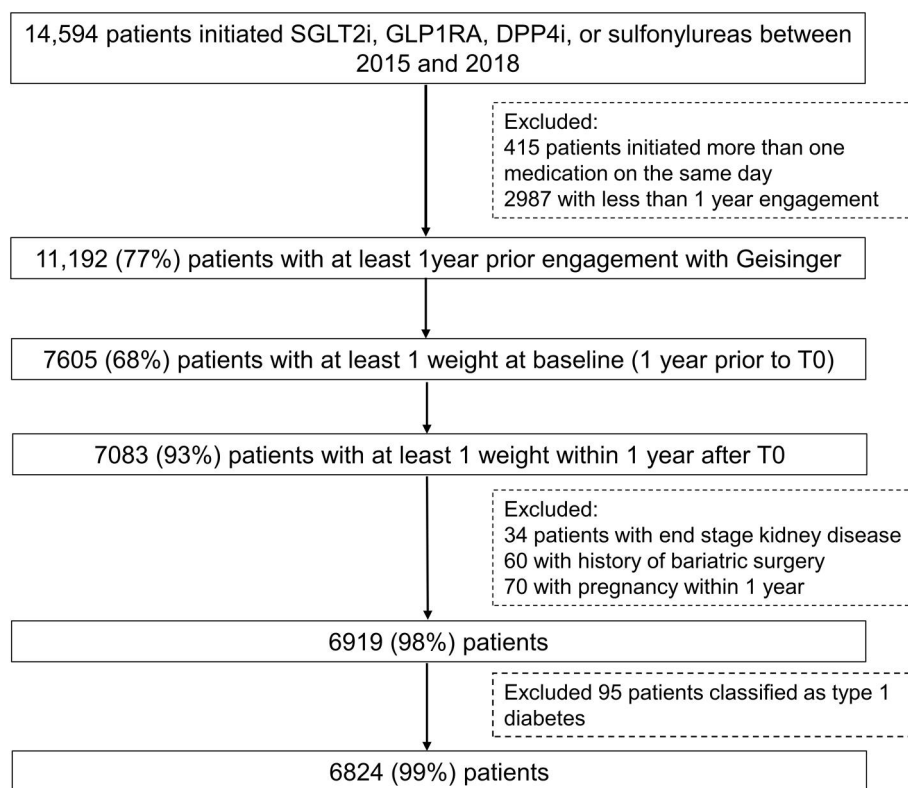 14,594 patients initiated SGLT2i, GLP1RA, DPP4i, or sulfonylureas between
2015 and 2018
Excluded:
415 patients initiated more than one
medication on the same day
2987 with less than 1 year engagement
11,192 (77%) patients with at least 1year prior engagement with Geisinger
7605 (68%) patients with at least 1 weight at baseline (1 year prior to T0)
7083 (93%) patients with at least 1 weight within 1 year after T0
Excluded:
34 patients with end stage kidney disease
60 with history of bariatric surgery
70 with pregnancy within 1 year
6919 (98%) patients
Excluded 95 patients classified as type 1
diabetes
6824 (99%) patients